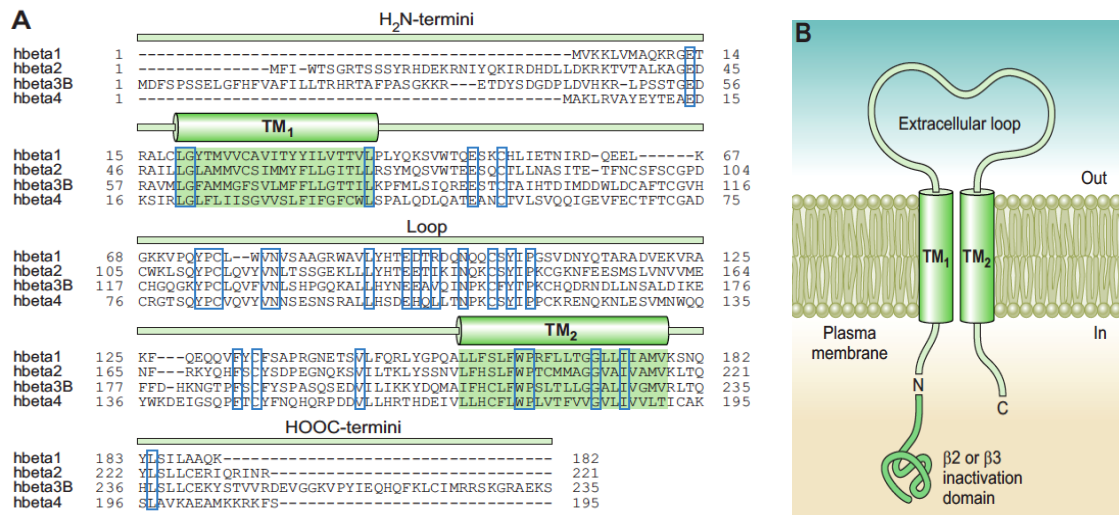 A
H2N-termini
hbeta1 1 --------------------------------------------MVKKLVMAQKRGET 14
hbeta2 1 --------------MFI-WTSGRTSSSYRHDEKRNIYQKIRDHDLLDKRKTVTALKAGED 45
hbeta3B 1 MDFSPSSELGFHFVAFILLTRHRTAFPASGKKR--ETDYSDGDPLDVHKR-LPSSTGED 56
hbeta4 1 --------------------------------------------MAKLRVAYEYTEAED 15
TM1
hbeta1 15 RALCLGYTMVVCAVITYYILVTTVLPLYQKSVWTQESKCHLIETNIRD-QEEL------K 67
hbeta2 46 RAILLGLAMMVCSIMMYFLLGITLLRSYMQSVWTEESQCTLLNASITE-TFNCSFSCGPD 104
hbeta3B 57 RAVMLGFAMMGFSVLMFFLLGTTILKPFMLSIQREESTCTAIHTDIMDDWLDCAFTCGVH 116
hbeta4 16 KSIRLGLFLIISGVVSLFIFGFCWLSPALQDLQATEANCTVLSVQQIGEVFECTFTCGAD 75
Loop
hbeta1 68 GKKVPQYPCL--WVNVSAAGRWAVLYHTEDTRDQNQQCSYIPGSVDNYQTARADVEKVRA 125
hbeta2 105 CWKLSQYPCLQVYVNLTSSGEKLLLYHTEETIKINQKCSYIPKCGKNFEESMSLVNVVME 164
hbeta3B 117 CHGQGKYPCLQVFVNLSHPGQKALLHYNEEAVQINPKCFYTPKCHQDRNDLLNSALDIKE 176
hbeta4 76 CRGTSQYPCVQVYVNNSESNSRALLHSDEHQLLTNPKCSYIPPCKRENQKNLESVMNWQQ 135
TM2
hbeta1 125 KF---QEQQVFYCFSAPRGNETSVLFQRLYGPQALLFSLFWPRFLLTGGLLIIAMVKSNQ 182
hbeta2 165 NF--RKYQHFSCYSDPEGNQKSVILTKLYSSNVLFHSLFWPTCMMAGGVAIVAMVKLTQ 221
hbeta3B 177 FFD-HKNGTPFSCFYSPASQSEDVILIKKYDQMAIFHCLFWPSLTLLGGALIVGMVRLTQ 235
hbeta4 136 YWKDEIGSQPFTCYFNQHQRPDDVLLHRTHDEIVLLHCFLWPLVTFVVGVLIVVLTICAK 195
HOOC-termini
hbeta1 183 YLSILAAQK----------------------------------- 182
hbeta2 222 YLSLLCERIQRINR------------------------------ 221
hbeta3B 236 HLSLLCEKYSTVVRDEVGGKVPYIEQHQFKLCIMRRSKGRAEKS 235
hbeta4 196 SLAVKAEAMKKRKFS----------------------------- 195
B
Extracellular loop
Out
TM1
TM2
Plasma
membrane
In
N
C
β2 or β3
inactivation
domain